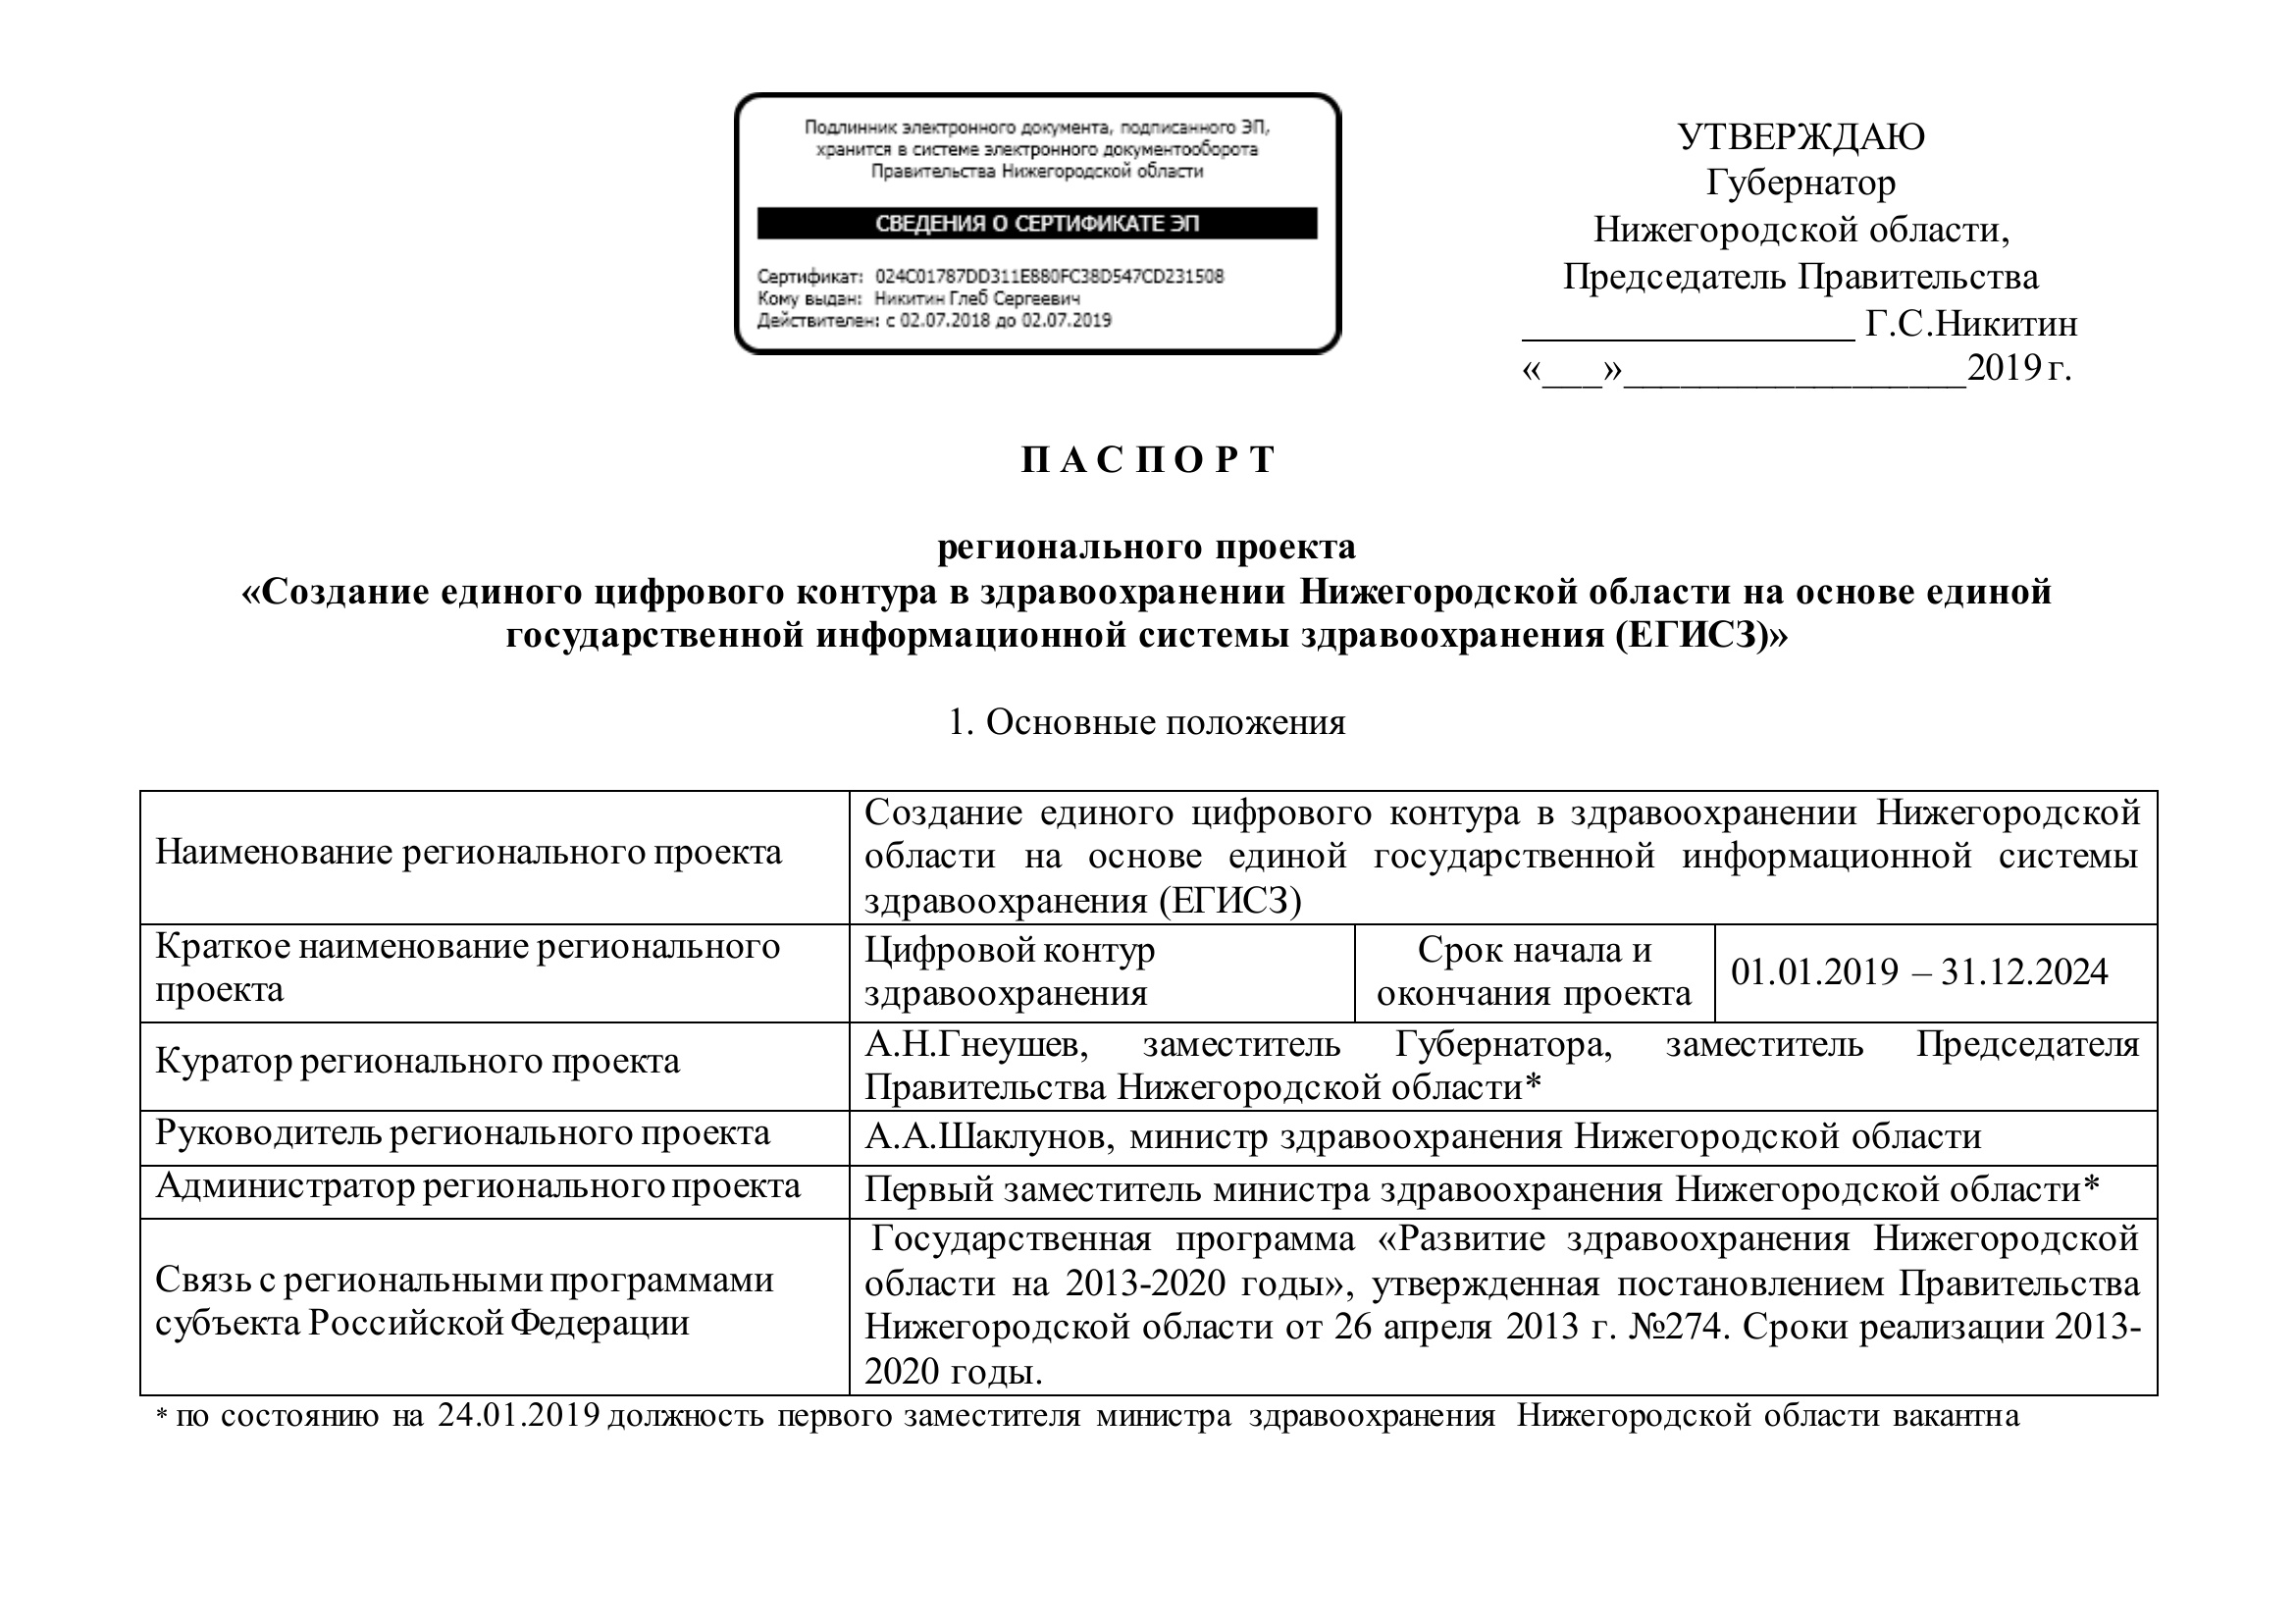 Подлинник электронного документа, подписанного ЭП,
хранится в системе электронного документооборота
Правительства Нижегородской области
СВЕДЕНИЯ О СЕРТИФИКАТЕ ЭП
Сертификат: 024C01787DD311E880FC38D547CD231508
Кому выдан: Никитин Глеб Сергеевич
Действителен: с 02.07.2018 до 02.07.2019
УТВЕРЖДАЮ
Губернатор
Нижегородской области,
Председатель Правительства
_________________ Г.С.Никитин
«___»_________________2019 г.
П А С П О Р Т
регионального проекта
«Создание единого цифрового контура в здравоохранении Нижегородской области на основе единой
государственной информационной системы здравоохранения (ЕГИСЗ)»
1. Основные положения
Наименование регионального проекта
Создание единого цифрового контура в здравоохранении Нижегородской
области на основе единой государственной информационной системы
здравоохранения (ЕГИСЗ)
Краткое наименование регионального
проекта
Цифровой контур
здравоохранения
Срок начала и
окончания проекта
01.01.2019 – 31.12.2024
Куратор регионального проекта
А.Н.Гнеушев, заместитель Губернатора, заместитель Председателя
Правительства Нижегородской области*
Руководитель регионального проекта
А.А.Шаклунов, министр здравоохранения Нижегородской области
Администратор регионального проекта
Первый заместитель министра здравоохранения Нижегородской области*
Связь с региональными программами
субъекта Российской Федерации
Государственная программа «Развитие здравоохранения Нижегородской
области на 2013-2020 годы», утвержденная постановлением Правительства
Нижегородской области от 26 апреля 2013 г. №274. Сроки реализации 2013-
2020 годы.
* по состоянию на 24.01.2019 должность первого заместителя министра здравоохранения Нижегородской области вакантна